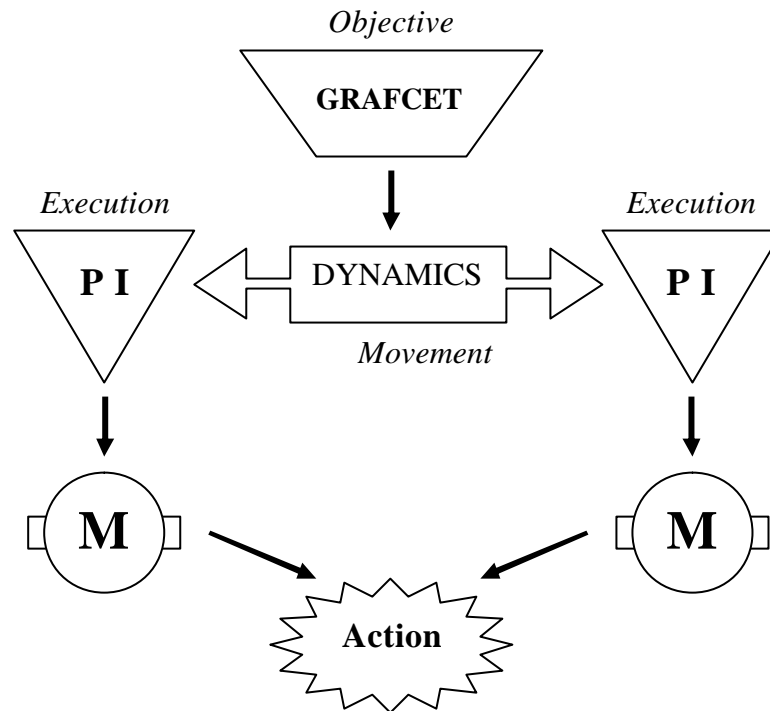 Objective
GRAFCET
Execution
Execution
P I
DYNAMICS
P I
Movement
M
M
Action